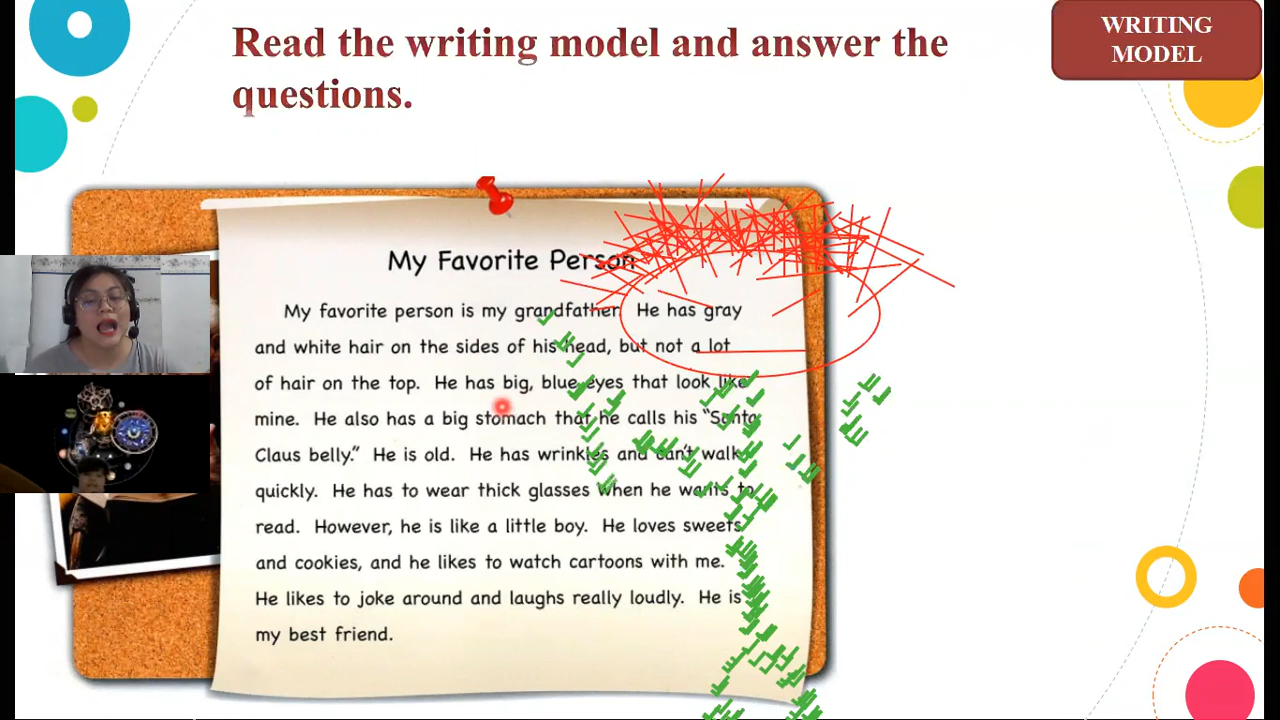 Read the writing model and answer the
questions.
WRITING
MODEL
My Favorite Person
My favorite person is my grandfather. He has gray
and white hair on the sides of his head, but not a lot
of hair on the top. He has big, blue eyes that look like
mine. He also has a big stomach that he calls his “Santa
Claus belly.” He is old. He has wrinkles and can't walk
quickly. He has to wear thick glasses when he wants to
read. However, he is like a little boy. He loves sweets
and cookies, and he likes to watch cartoons with me.
He likes to joke around and laughs really loudly. He is
my best friend.